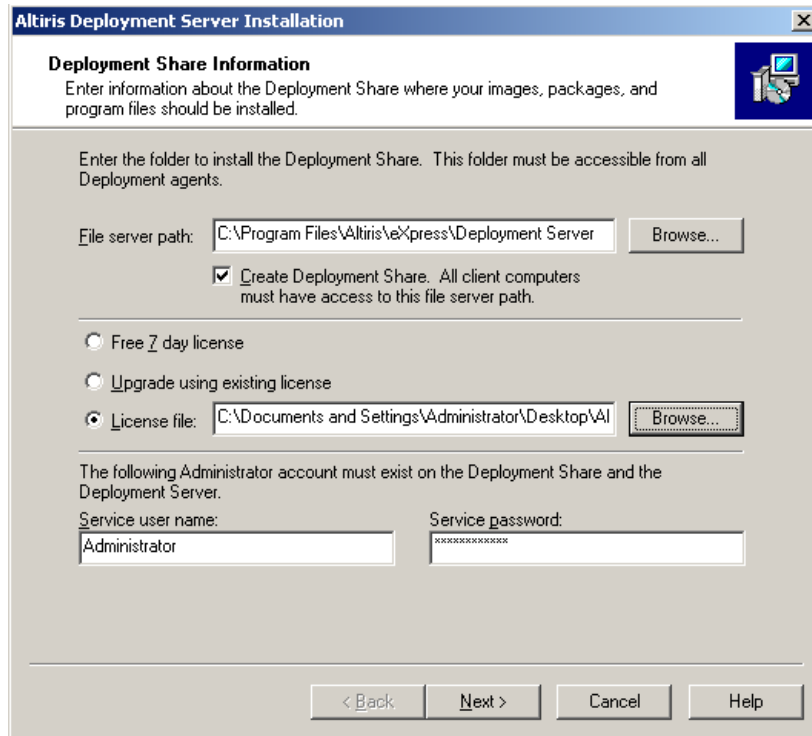 Altiris Deployment Server Installation
Deployment Share Information
Enter information about the Deployment Share where your images, packages, and
program files should be installed.
Enter the folder to install the Deployment Share. This folder must be accessible from all
Deployment agents.
File server path: C:\Program Files\Altiris\eXpress\Deployment Server Browse...
Create Deployment Share. All client computers
must have access to this file server path.
Free 7 day license
Upgrade using existing license
License file: C:\Documents and Settings\Administrator\Desktop\Al Browse...
The following Administrator account must exist on the Deployment Share and the
Deployment Server.
Service user name: Service password:
Administrator ************
< Back Next > Cancel Help